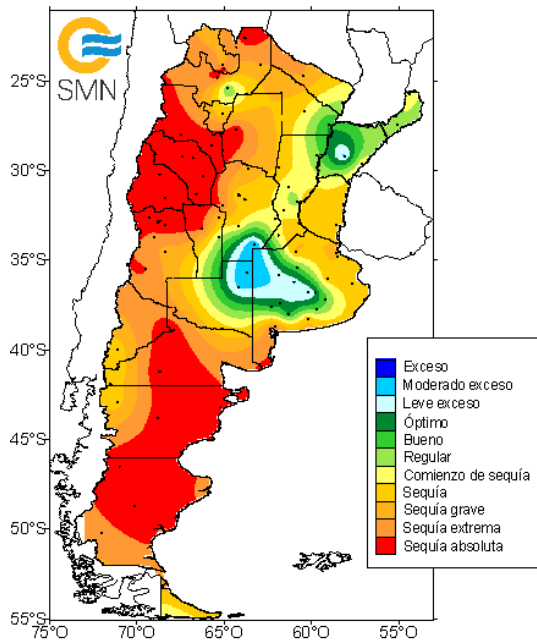 SMN
25°S
30°S
35°S
40°S
45°S
50°S
55°S
75°O
70°O
65°O
60°O
55°O
Exceso
Moderado exceso
Leve exceso
Óptimo
Bueno
Regular
Comienzo de sequía
Sequía
Sequía grave
Sequía extrema
Sequía absoluta